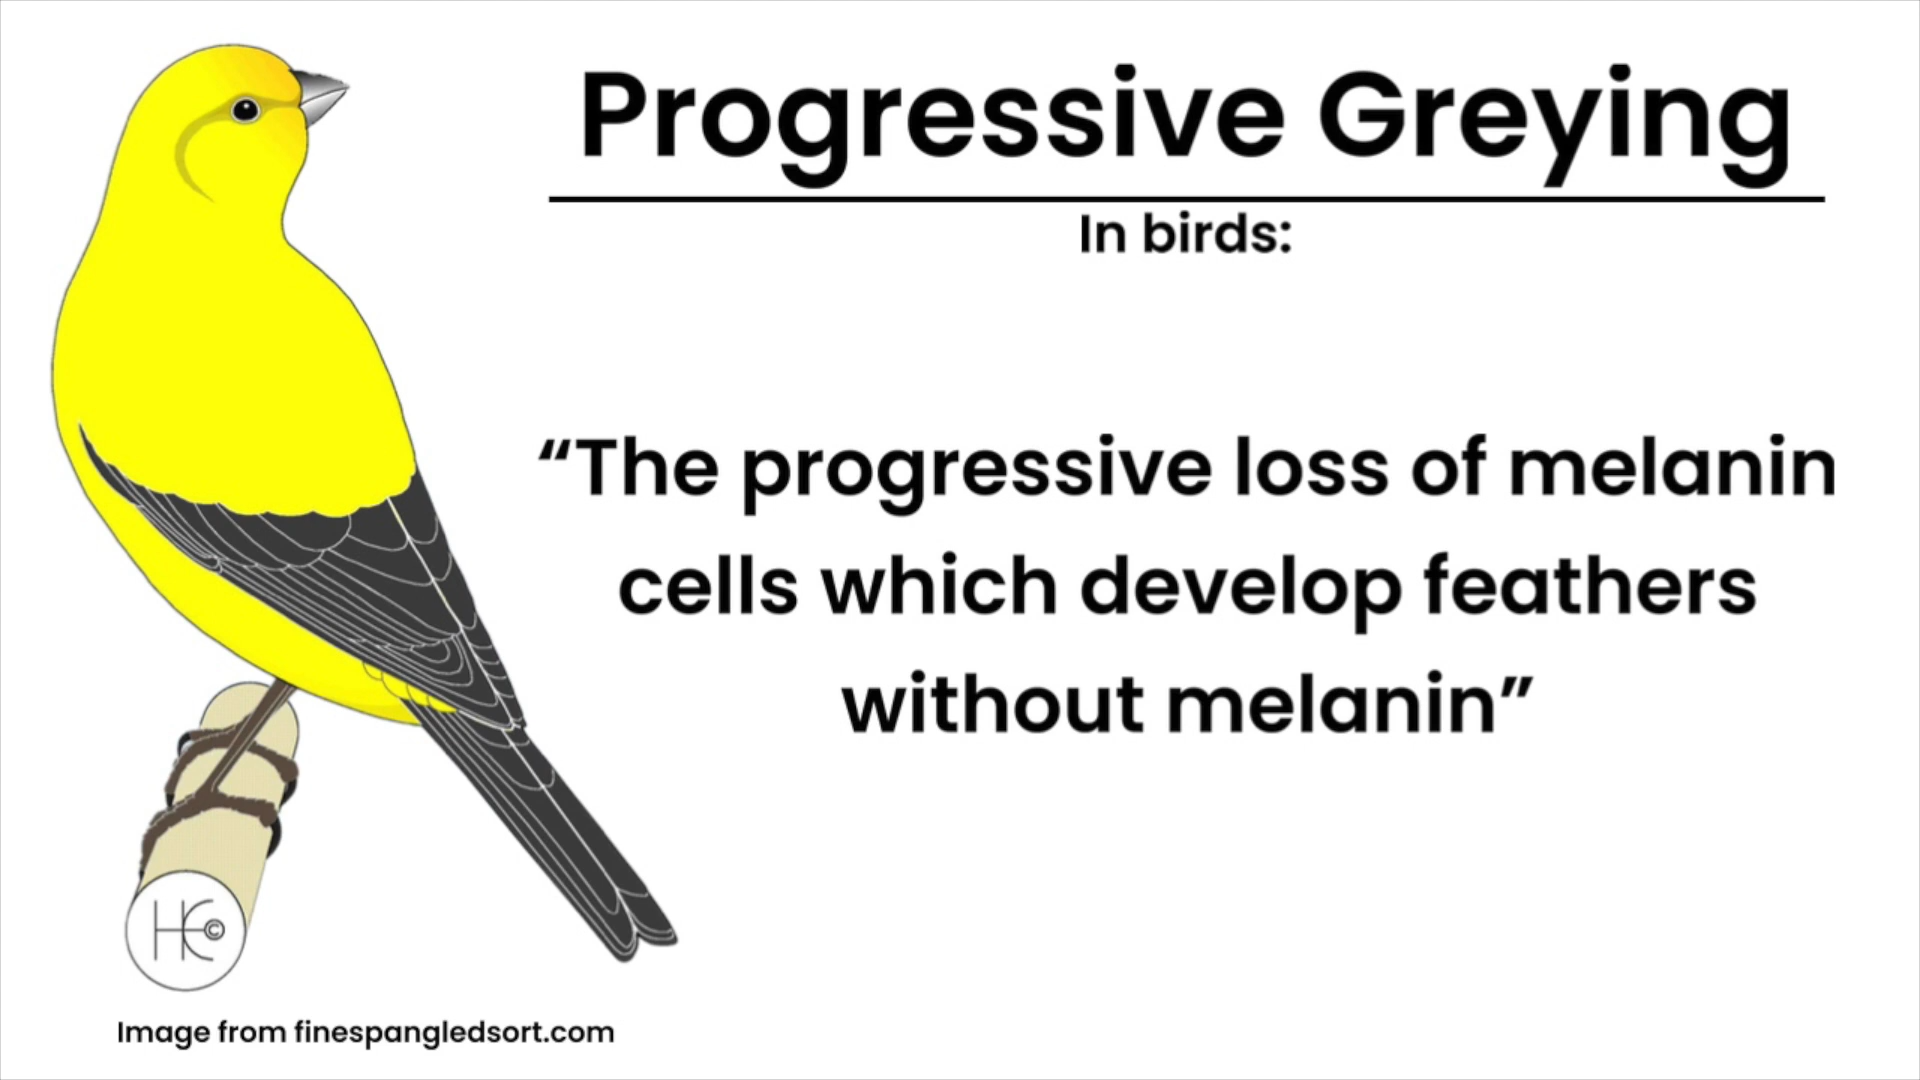 Progressive Greying
In birds:
“The progressive loss of melanin
cells which develop feathers
without melanin”
HC©
Image from finespangledsort.com